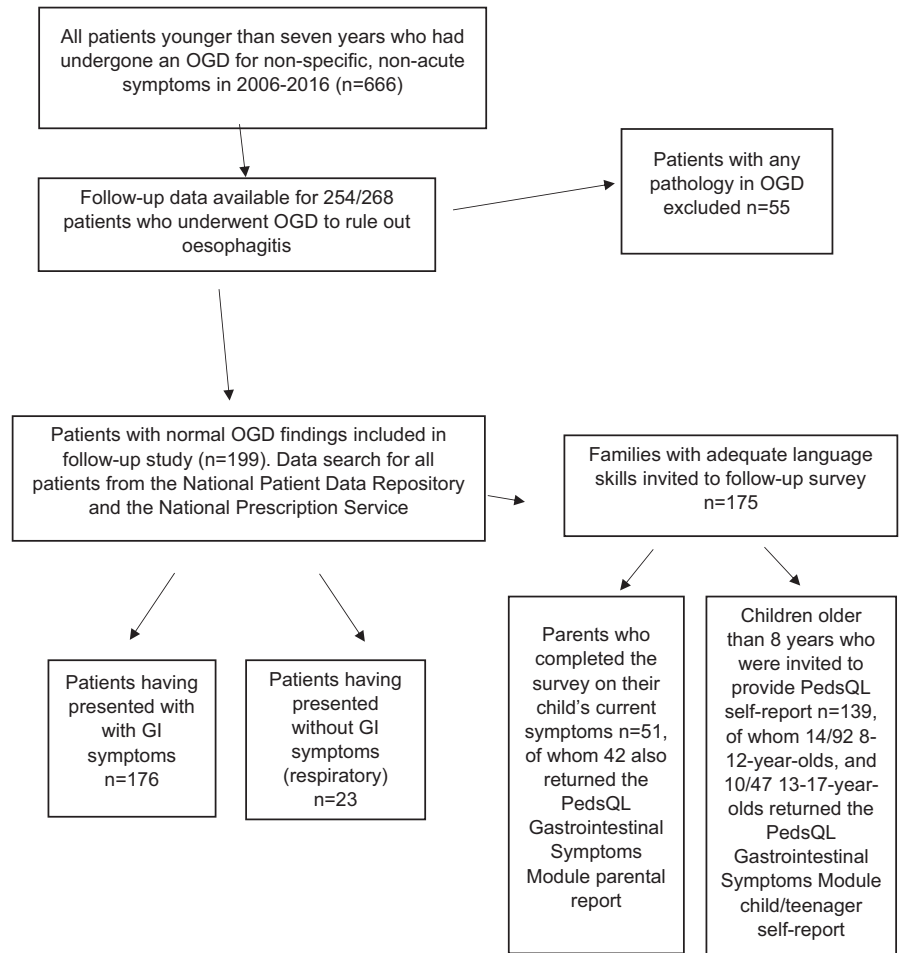 All patients younger than seven years who had
undergone an OGD for non-specific, non-acute
symptoms in 2006-2016 (n=666)
Patients with any
pathology in OGD
excluded n=55
Follow-up data available for 254/268
patients who underwent OGD to rule out
oesophagitis
Patients with normal OGD findings included in
follow-up study (n=199). Data search for all
patients from the National Patient Data Repository
and the National Prescription Service
Families with adequate language
skills invited to follow-up survey
n=175
Patients having
presented with
with GI
symptoms
n=176
Patients having
presented
without GI
symptoms
(respiratory)
n=23
Parents who
completed the
survey on their
child's current
symptoms n=51,
of whom 42 also
returned the
PedsQL
Gastrointestinal
Symptoms
Module parental
report
Children older
than 8 years who
were invited to
provide PedsQL
self-report n=139,
of whom 14/92 8-
12-year-olds, and
10/47 13-17-year-
olds returned the
PedsQL
Gastrointestinal
Symptoms Module
child/teenager
self-report